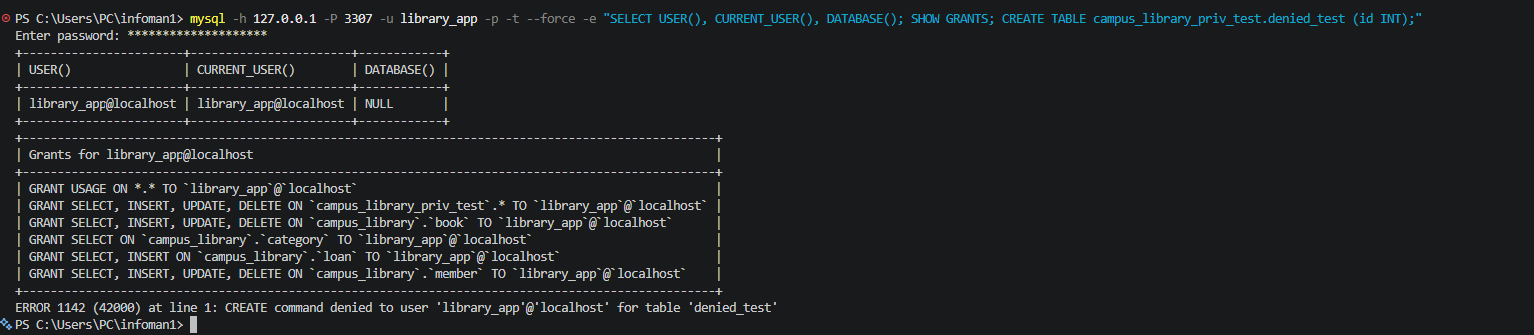 PS C:\Users\PC\infoman1> mysql -h 127.0.0.1 -P 3307 -u library_app -p -t --force -e "SELECT USER(), CURRENT_USER(), DATABASE(); SHOW GRANTS; CREATE TABLE campus_library_priv_test.denied_test (id INT);"
Enter password: ********************
+-----------------------+-----------------------+------------+
| USER()                | CURRENT_USER()        | DATABASE() |
+-----------------------+-----------------------+------------+
| library_app@localhost | library_app@localhost | NULL       |
+-----------------------+-----------------------+------------+
+---------------------------------------------------------------------------------------------------+
| Grants for library_app@localhost                                                                  |
+---------------------------------------------------------------------------------------------------+
| GRANT USAGE ON *.* TO `library_app`@`localhost`                                                   |
| GRANT SELECT, INSERT, UPDATE, DELETE ON `campus_library_priv_test`.* TO `library_app`@`localhost` |
| GRANT SELECT, INSERT, UPDATE, DELETE ON `campus_library`.`book` TO `library_app`@`localhost`      |
| GRANT SELECT ON `campus_library`.`category` TO `library_app`@`localhost`                          |
| GRANT SELECT, INSERT ON `campus_library`.`loan` TO `library_app`@`localhost`                      |
| GRANT SELECT, INSERT, UPDATE, DELETE ON `campus_library`.`member` TO `library_app`@`localhost`    |
+---------------------------------------------------------------------------------------------------+
ERROR 1142 (42000) at line 1: CREATE command denied to user 'library_app'@'localhost' for table 'denied_test'
PS C:\Users\PC\infoman1>